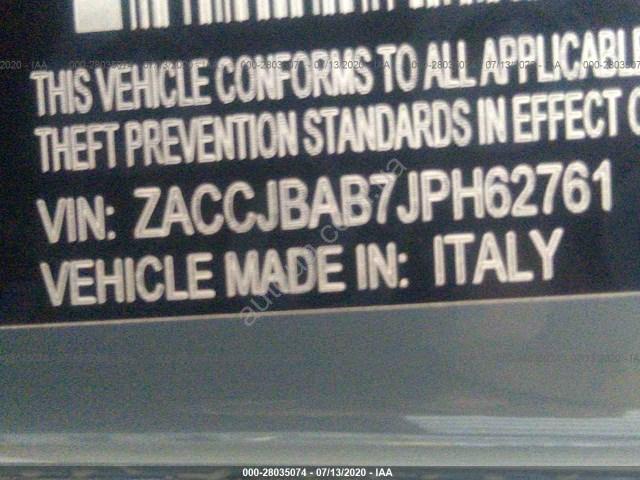 THIS VEHICLE CONFORMS TO ALL APPLICABLE
THEFT PREVENTION STANDARDS IN EFFECT
VIN: ZACCJBAB7JPH62761
VEHICLE MADE IN: ITALY
000-28035074 - 07/13/2020 - IAA